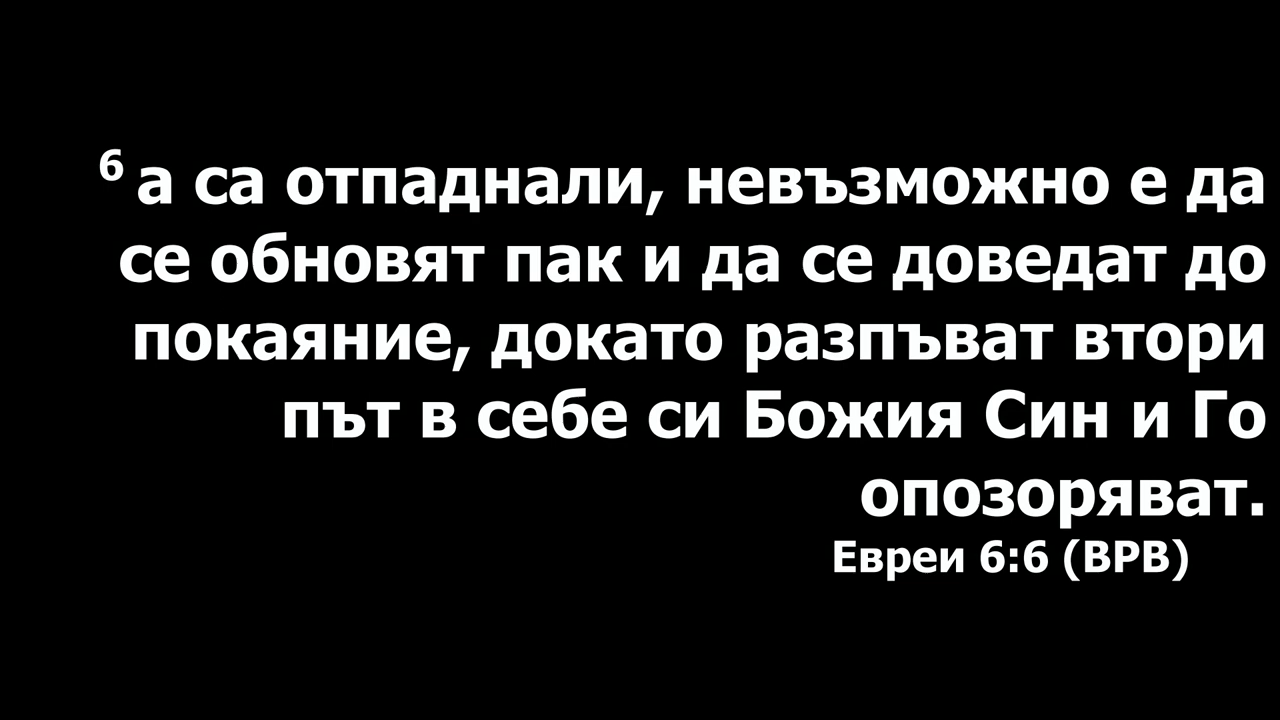 6 а са отпаднали, невъзможно е да
се обновят пак и да се доведат до
покаяние, докато разпъват втори
път в себе си Божия Син и Го
опозоряват.
Евреи 6:6 (ВРВ)